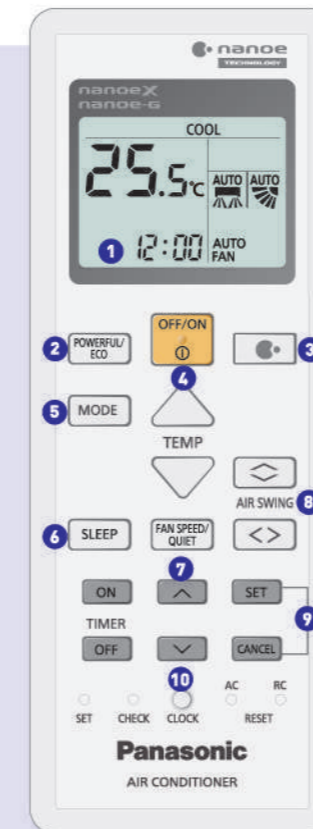 nanoe
TECHNOLOGY
nanoeX
nanoe-G
COOL
25.5°C AUTO AUTO
1 12:00 AUTO FAN
OFF/ON
2 POWERFUL/ECO 3
4
5 MODE
TEMP
AIR SWING 8
6 SLEEP FAN SPEED/QUIET
7
ON SET
TIMER 9
OFF CANCEL
10 AC RC
SET CHECK CLOCK RESET
Panasonic
AIR CONDITIONER